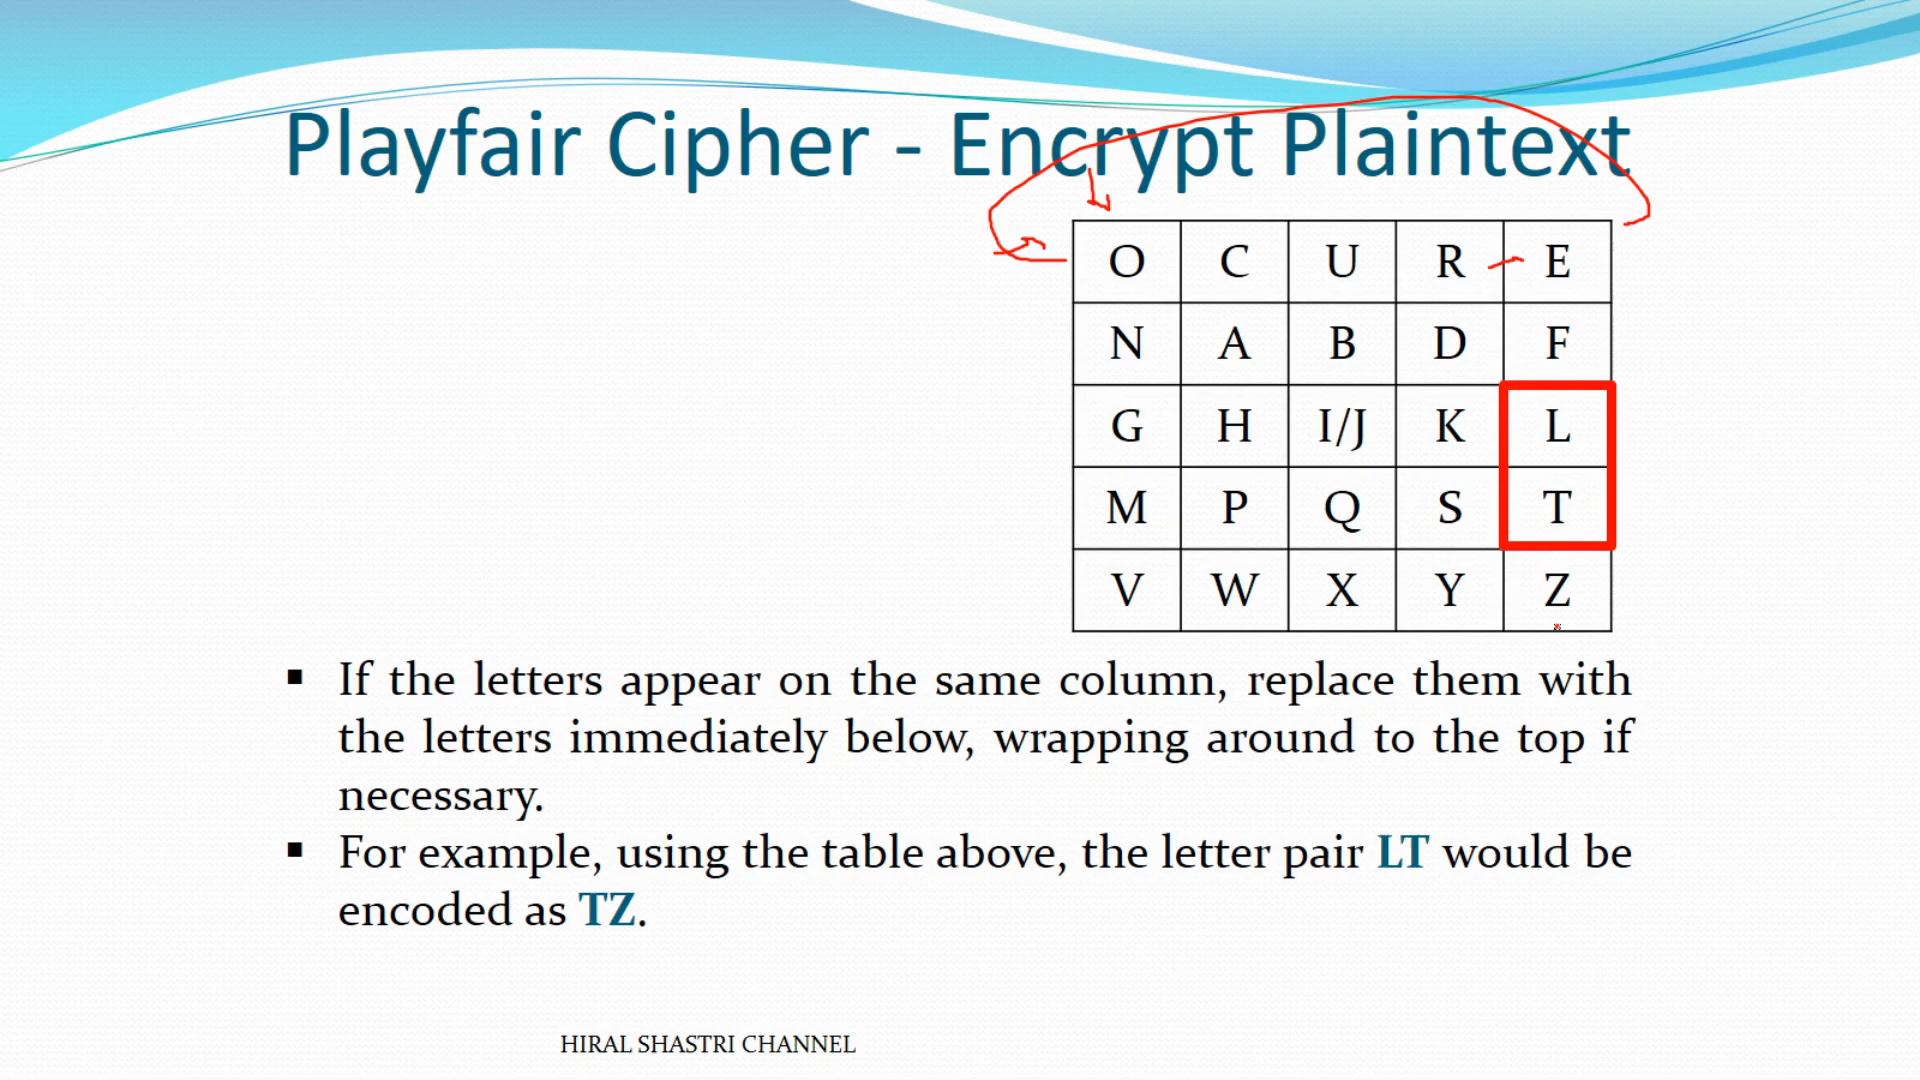 Playfair Cipher - Encrypt Plaintext
O C U R E
N A B D F
G H I/J K L
M P Q S T
V W X Y Z
▪ If the letters appear on the same column, replace them with
the letters immediately below, wrapping around to the top if
necessary.
▪ For example, using the table above, the letter pair LT would be
encoded as TZ.
HIRAL SHASTRI CHANNEL